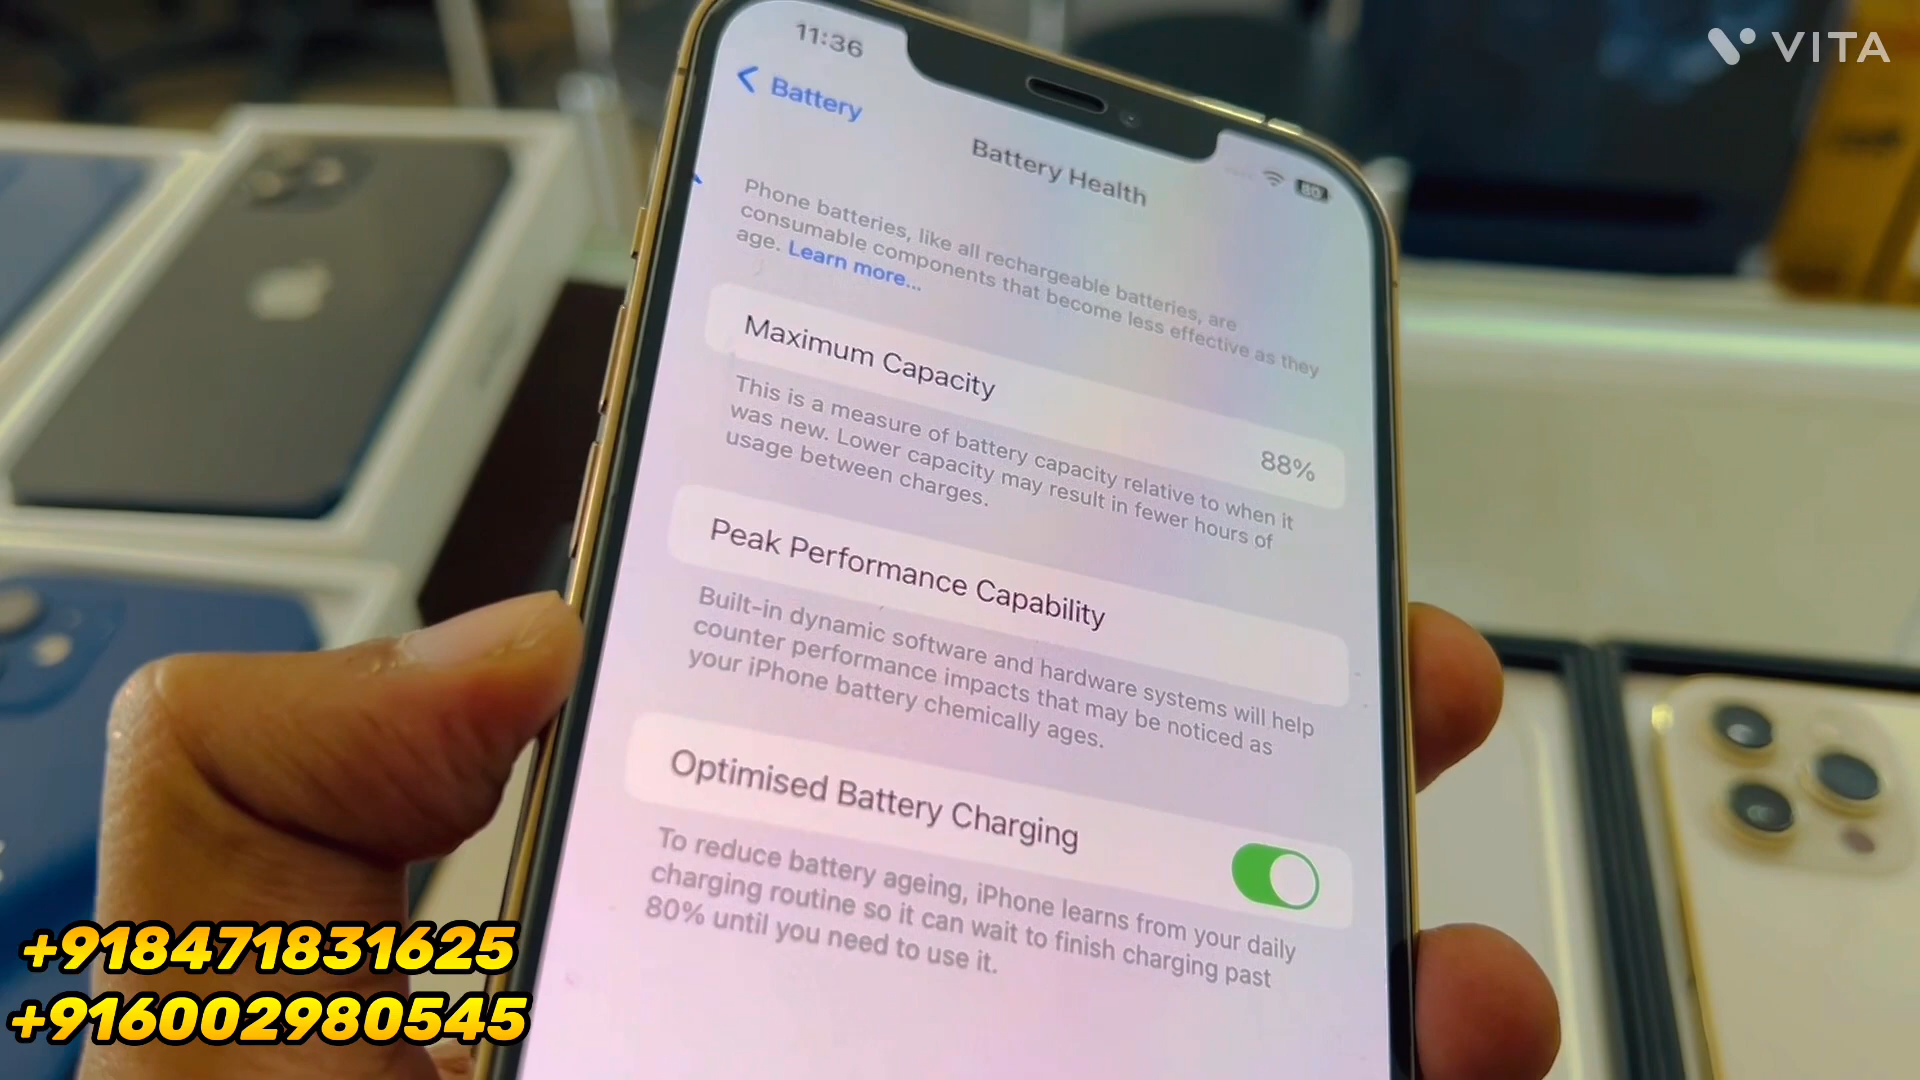 VITA
11:36
80
Battery
Battery Health
Phone batteries, like all rechargeable batteries, are
consumable components that become less effective as they
age. Learn more...
Maximum Capacity
88%
This is a measure of battery capacity relative to when it
was new. Lower capacity may result in fewer hours of
usage between charges.
Peak Performance Capability
Built-in dynamic software and hardware systems will help
counter performance impacts that may be noticed as
your iPhone battery chemically ages.
Optimised Battery Charging
To reduce battery ageing, iPhone learns from your daily
charging routine so it can wait to finish charging past
80% until you need to use it.
+918471831625
+916002980545